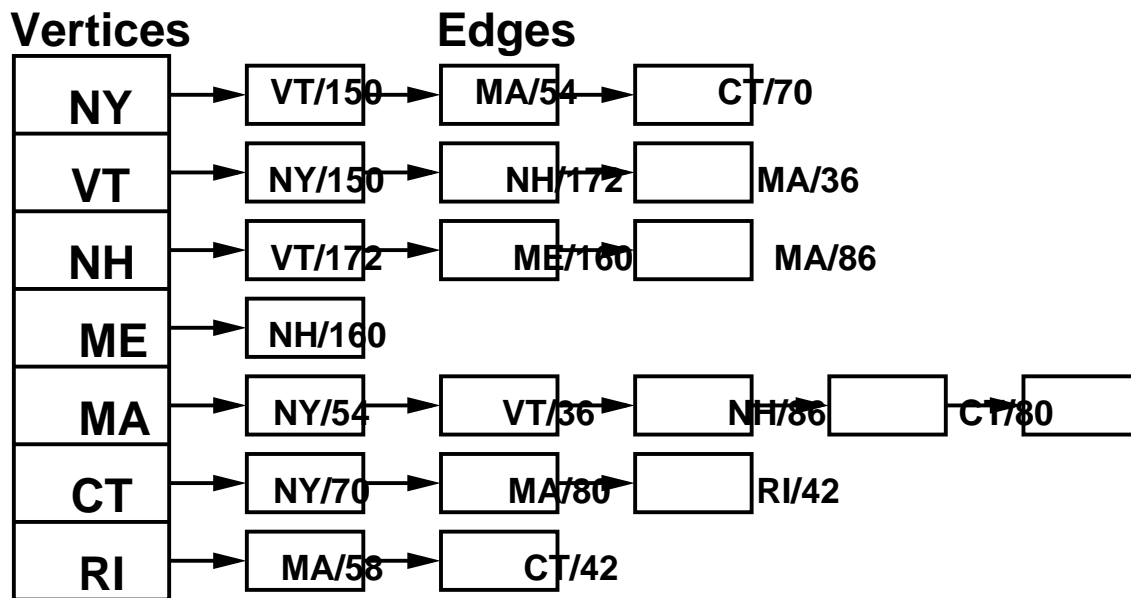 Vertices Edges
NY VT/150 MA/54 CT/70
VT NY/150 NH/172 MA/36
NH VT/172 ME/160 MA/86
ME NH/160
MA NY/54 VT/36 NH/86 CT/80
CT NY/70 MA/80 RI/42
RI MA/58 CT/42